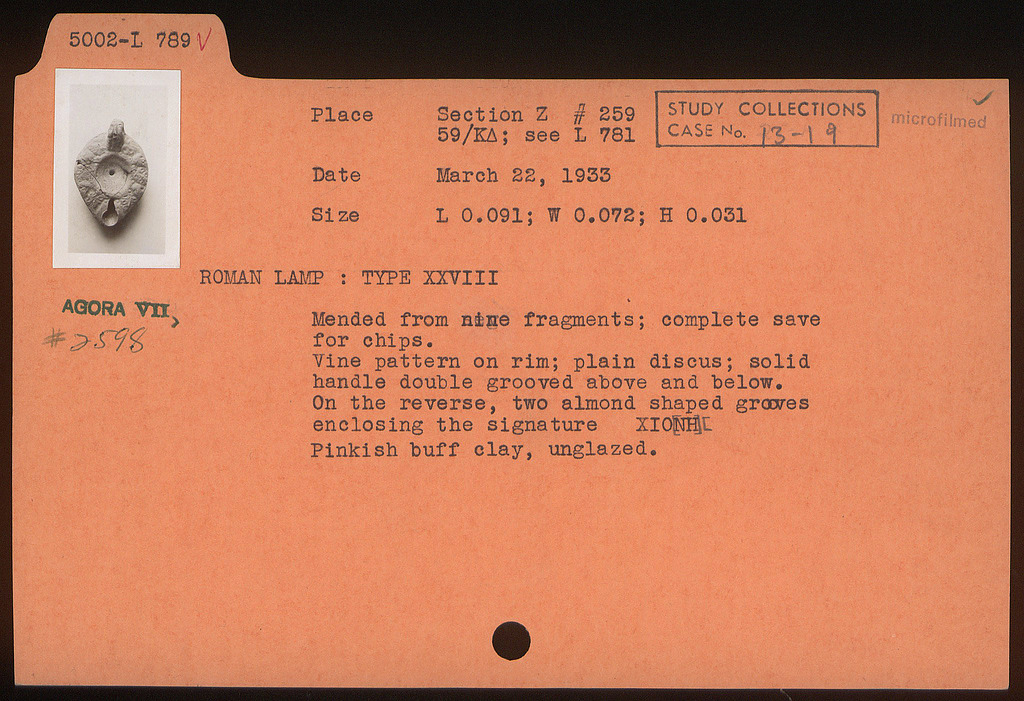 5002-L 789 √
Place Section Z # 259
59/ΚΔ; see L 781
STUDY COLLECTIONS
CASE No. 13-19
microfilmed ✓
Date March 22, 1933
Size L 0.091; W 0.072; H 0.031
ROMAN LAMP : TYPE XXVIII
AGORA VII,
#2598
Mended from nine fragments; complete save
for chips.
Vine pattern on rim; plain discus; solid
handle double grooved above and below.
On the reverse, two almond shaped grooves
enclosing the signature ΧΙΟ[ΝΗ]C
Pinkish buff clay, unglazed.